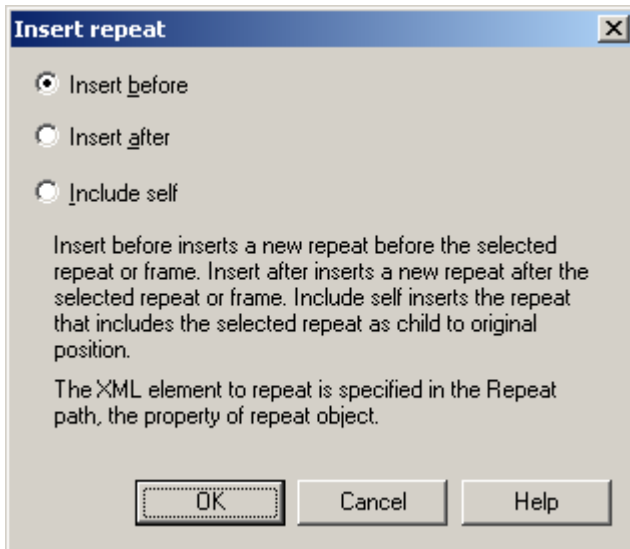 Insert repeat
Insert before
Insert after
Include self
Insert before inserts a new repeat before the selected
repeat or frame. Insert after inserts a new repeat after the
selected repeat or frame. Include self inserts the repeat
that includes the selected repeat as child to original
position.
The XML element to repeat is specified in the Repeat
path, the property of repeat object.
OK
Cancel
Help